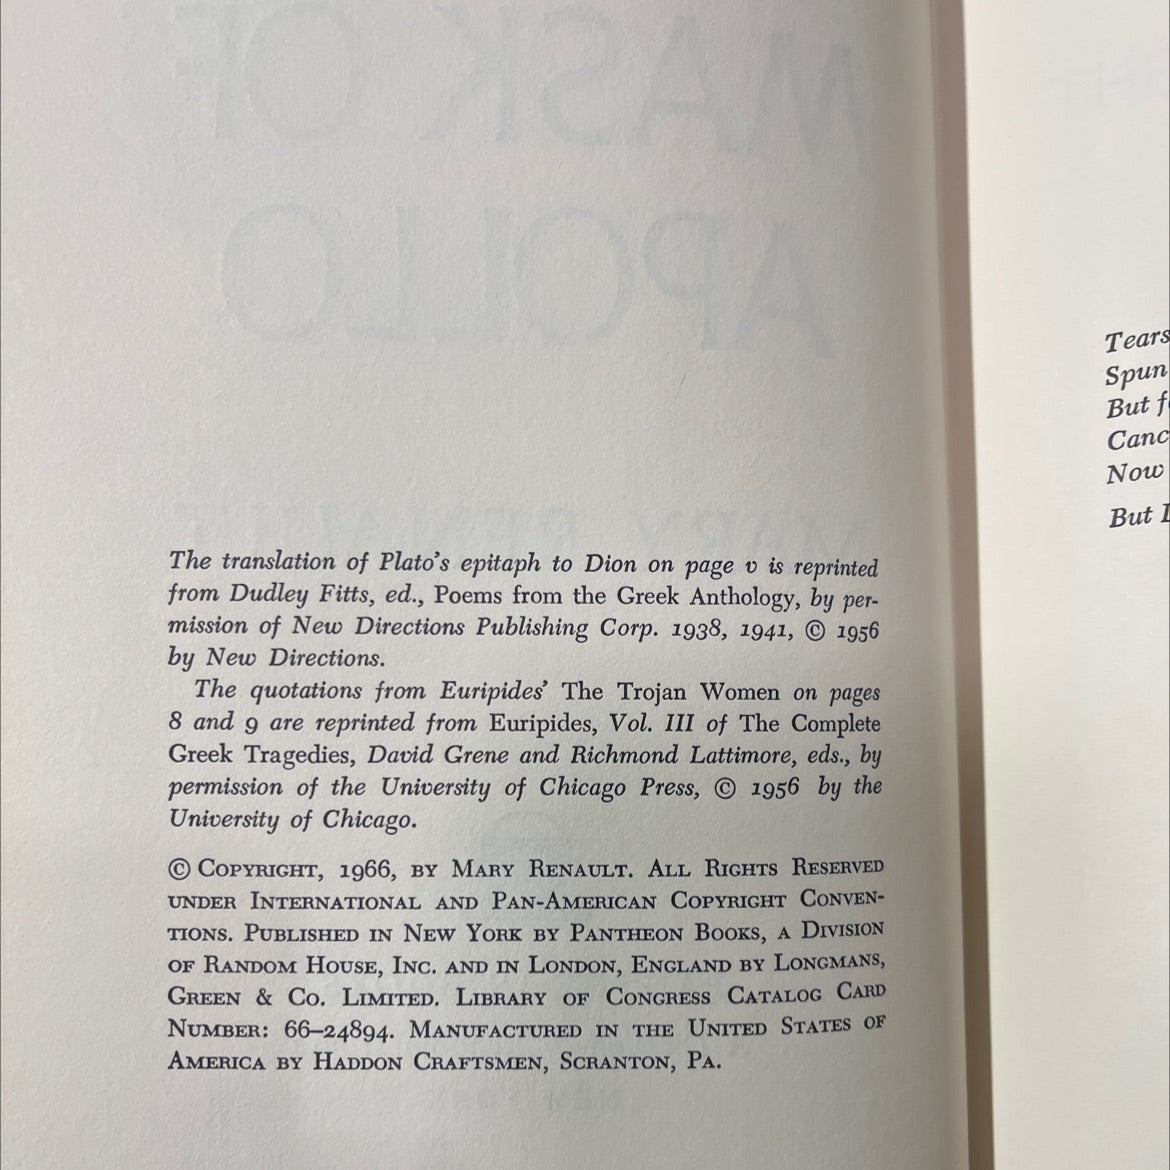 The translation of Plato's epitaph to Dion on page v is reprinted
from Dudley Fitts, ed., Poems from the Greek Anthology, by per-
mission of New Directions Publishing Corp. 1938, 1941, © 1956
by New Directions.
The quotations from Euripides' The Trojan Women on pages
8 and 9 are reprinted from Euripides, Vol. III of The Complete
Greek Tragedies, David Grene and Richmond Lattimore, eds., by
permission of the University of Chicago Press, © 1956 by the
University of Chicago.
© COPYRIGHT, 1966, BY MARY RENAULT. ALL RIGHTS RESERVED
UNDER INTERNATIONAL AND PAN-AMERICAN COPYRIGHT CONVEN-
TIONS. PUBLISHED IN NEW YORK BY PANTHEON BOOKS, A DIVISION
OF RANDOM HOUSE, INC. AND IN LONDON, ENGLAND BY LONGMANS,
GREEN & CO. LIMITED. LIBRARY OF CONGRESS CATALOG CARD
NUMBER: 66–24894. MANUFACTURED IN THE UNITED STATES OF
AMERICA BY HADDON CRAFTSMEN, SCRANTON, PA.
Tears
Spun
But f
Canc
Now
But I
MASK OF
APOLLO